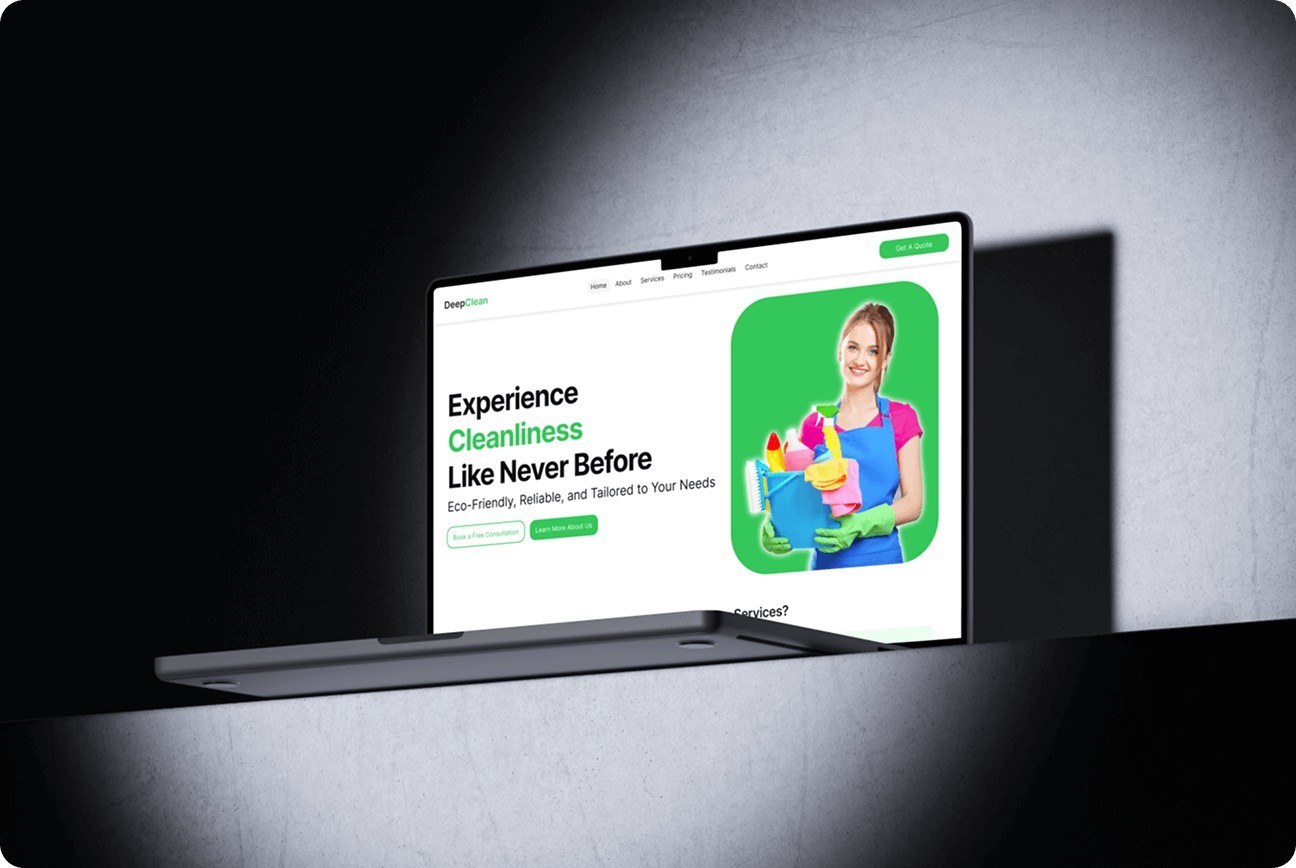 DeepClean
Home About Services Pricing Testimonials Contact
Get A Quote
Experience
Cleanliness
Like Never Before
Eco-Friendly, Reliable, and Tailored to Your Needs
Book a Free Consultation
Learn More About Us
Services?